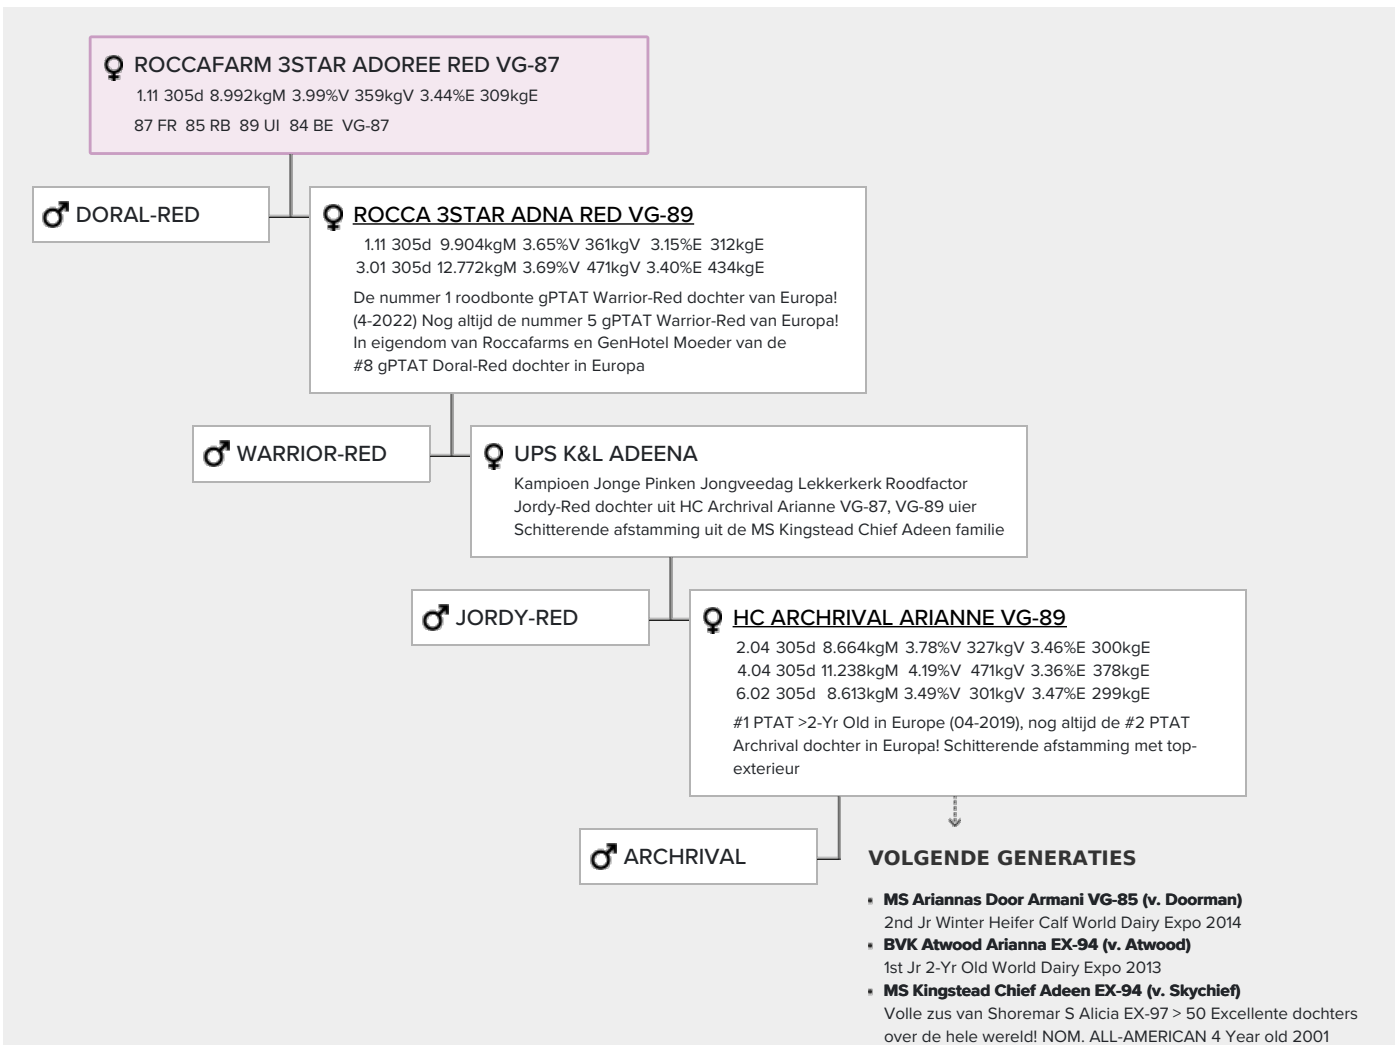 ROCCAFARM 3STAR ADOREE RED VG-87
1.11 305d 8.992kgM 3.99%V 359kgV 3.44%E 309kgE
87 FR 85 RB 89 UI 84 BE VG-87
DORAL-RED
ROCCA 3STAR ADNA RED VG-89
1.11 305d 9.904kgM 3.65%V 361kgV 3.15%E 312kgE
3.01 305d 12.772kgM 3.69%V 471kgV 3.40%E 434kgE
De nummer 1 roodbonte gPTAT Warrior-Red dochter van Europa!
(4-2022) Nog altijd de nummer 5 gPTAT Warrior-Red van Europa!
In eigendom van Roccafarms en GenHotel Moeder van de
#8 gPTAT Doral-Red dochter in Europa
WARRIOR-RED
UPS K&L ADEENA
Kampioen Jonge Pinken Jongveedag Lekkerkerk Roodfactor
Jordy-Red dochter uit HC Archrival Arianne VG-87, VG-89 uier
Schitterende afstamming uit de MS Kingstead Chief Adeen familie
JORDY-RED
HC ARCHRIVAL ARIANNE VG-89
2.04 305d 8.664kgM 3.78%V 327kgV 3.46%E 300kgE
4.04 305d 11.238kgM 4.19%V 471kgV 3.36%E 378kgE
6.02 305d 8.613kgM 3.49%V 301kgV 3.47%E 299kgE
#1 PTAT >2-Yr Old in Europe (04-2019), nog altijd de #2 PTAT
Archrival dochter in Europa! Schitterende afstamming met top-
exterieur
ARCHRIVAL
VOLGENDE GENERATIES
MS Ariannas Door Armani VG-85 (v. Doorman)
2nd Jr Winter Heifer Calf World Dairy Expo 2014
BVK Atwood Arianna EX-94 (v. Atwood)
1st Jr 2-Yr Old World Dairy Expo 2013
MS Kingstead Chief Adeen EX-94 (v. Skychief)
Volle zus van Shoremar S Alicia EX-97 > 50 Excellente dochters
over de hele wereld! NOM. ALL-AMERICAN 4 Year old 2001